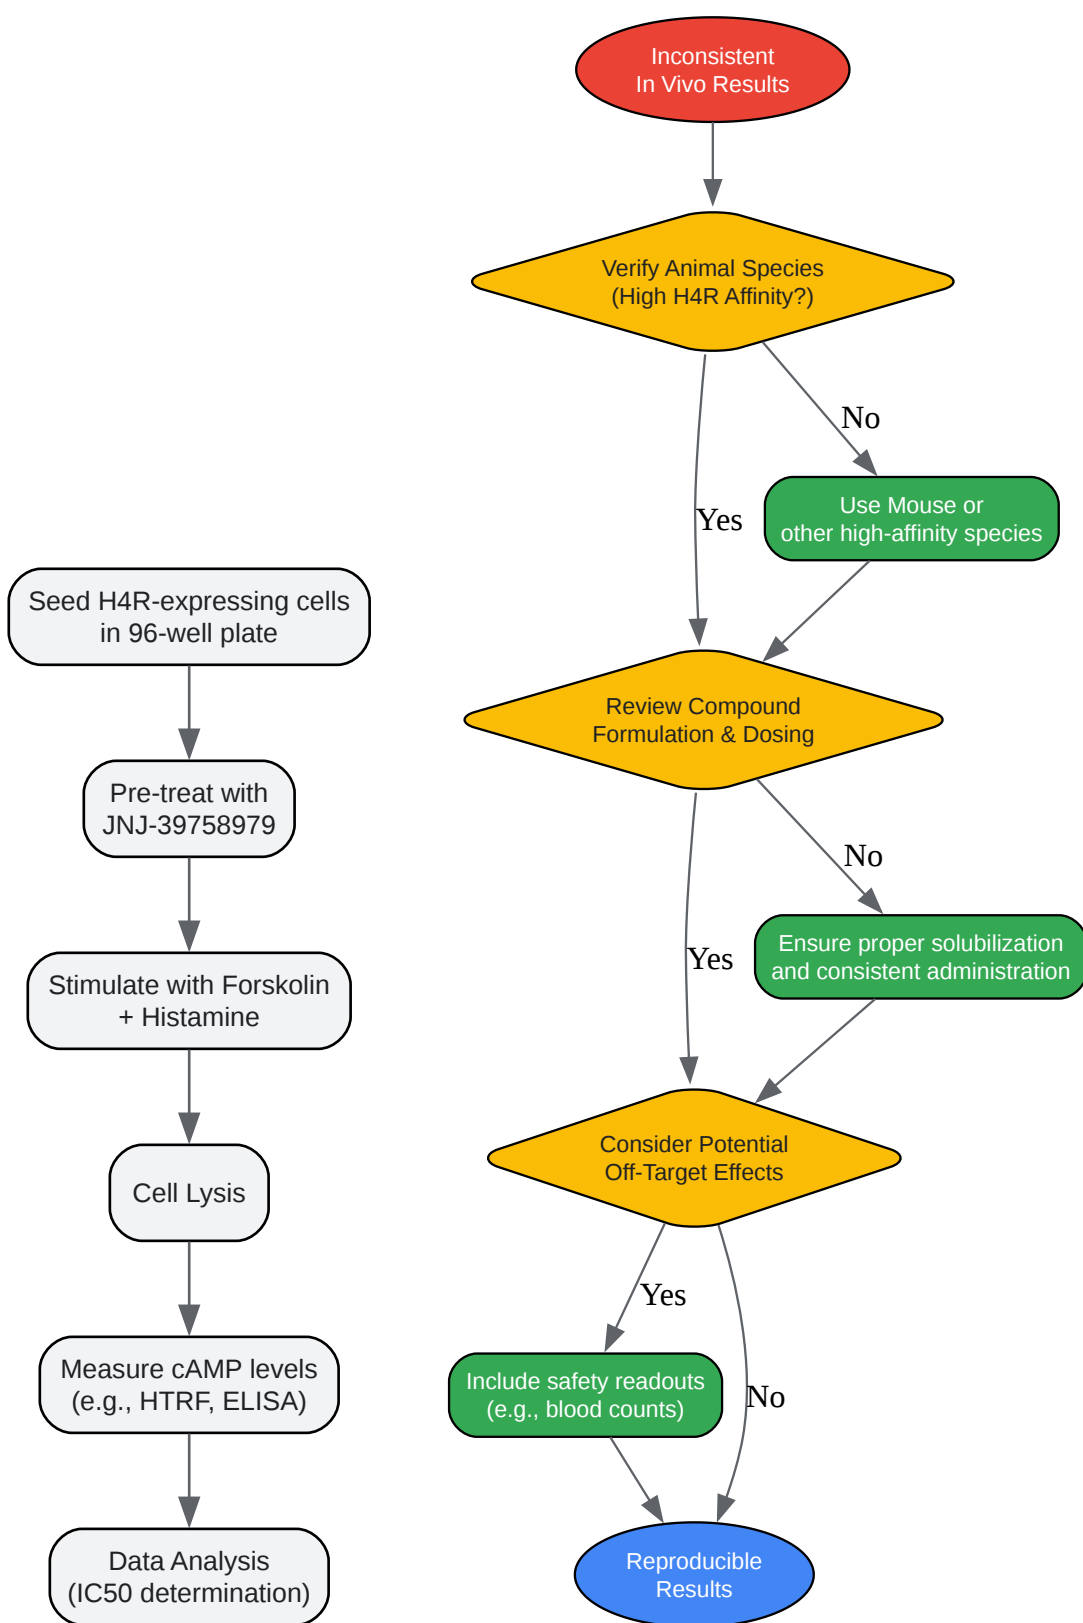 Seed H4R-expressing cells
in 96-well plate
Pre-treat with
JNJ-39758979
Stimulate with Forskolin
+ Histamine
Cell Lysis
Measure cAMP levels
(e.g., HTRF, ELISA)
Data Analysis
(IC50 determination)
Inconsistent
In Vivo Results
Verify Animal Species
(High H4R Affinity?)
No
Yes
Use Mouse or
other high-affinity species
Review Compound
Formulation & Dosing
No
Yes
Ensure proper solubilization
and consistent administration
Consider Potential
Off-Target Effects
Yes
No
Include safety readouts
(e.g., blood counts)
Reproducible
Results